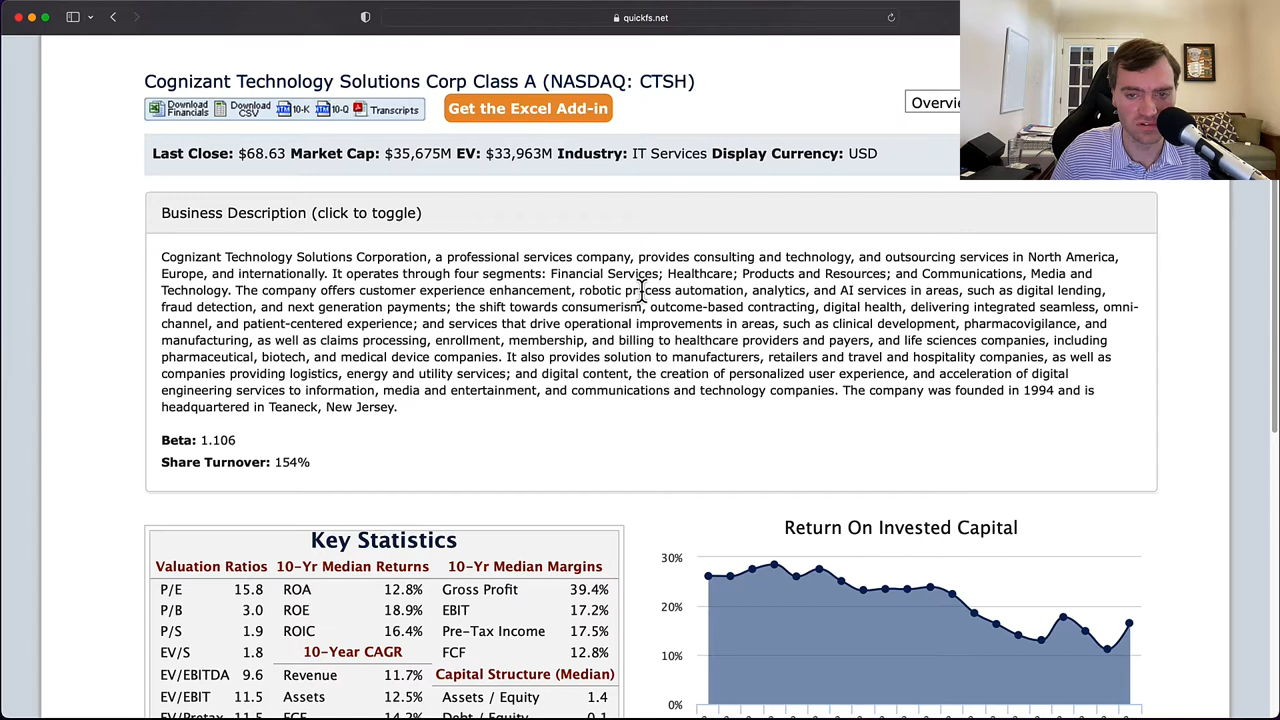 quickfs.net
Cognizant Technology Solutions Corp Class A (NASDAQ: CTSH)
Download Financials Download CSV 10-K 10-Q Transcripts Get the Excel Add-in
Last Close: $68.63 Market Cap: $35,675M EV: $33,963M Industry: IT Services Display Currency: USD
Business Description (click to toggle)
Cognizant Technology Solutions Corporation, a professional services company, provides consulting and technology, and outsourcing services in North America,
Europe, and internationally. It operates through four segments: Financial Services; Healthcare; Products and Resources; and Communications, Media and
Technology. The company offers customer experience enhancement, robotic process automation, analytics, and AI services in areas, such as digital lending,
fraud detection, and next generation payments; the shift towards consumerism, outcome-based contracting, digital health, delivering integrated seamless, omni-
channel, and patient-centered experience; and services that drive operational improvements in areas, such as clinical development, pharmacovigilance, and
manufacturing, as well as claims processing, enrollment, membership, and billing to healthcare providers and payers, and life sciences companies, including
pharmaceutical, biotech, and medical device companies. It also provides solution to manufacturers, retailers and travel and hospitality companies, as well as
companies providing logistics, energy and utility services; and digital content, the creation of personalized user experience, and acceleration of digital
engineering services to information, media and entertainment, and communications and technology companies. The company was founded in 1994 and is
headquartered in Teaneck, New Jersey.
Beta: 1.106
Share Turnover: 154%
Key Statistics
Valuation Ratios 10-Yr Median Returns 10-Yr Median Margins
P/E 15.8 ROA 12.8% Gross Profit 39.4%
P/B 3.0 ROE 18.9% EBIT 17.2%
P/S 1.9 ROIC 16.4% Pre-Tax Income 17.5%
EV/S 1.8 10-Year CAGR FCF 12.8%
EV/EBITDA 9.6 Revenue 11.7% Capital Structure (Median)
EV/EBIT 11.5 Assets 12.5% Assets / Equity 1.4
Return On Invested Capital
30%
20%
10%
0%